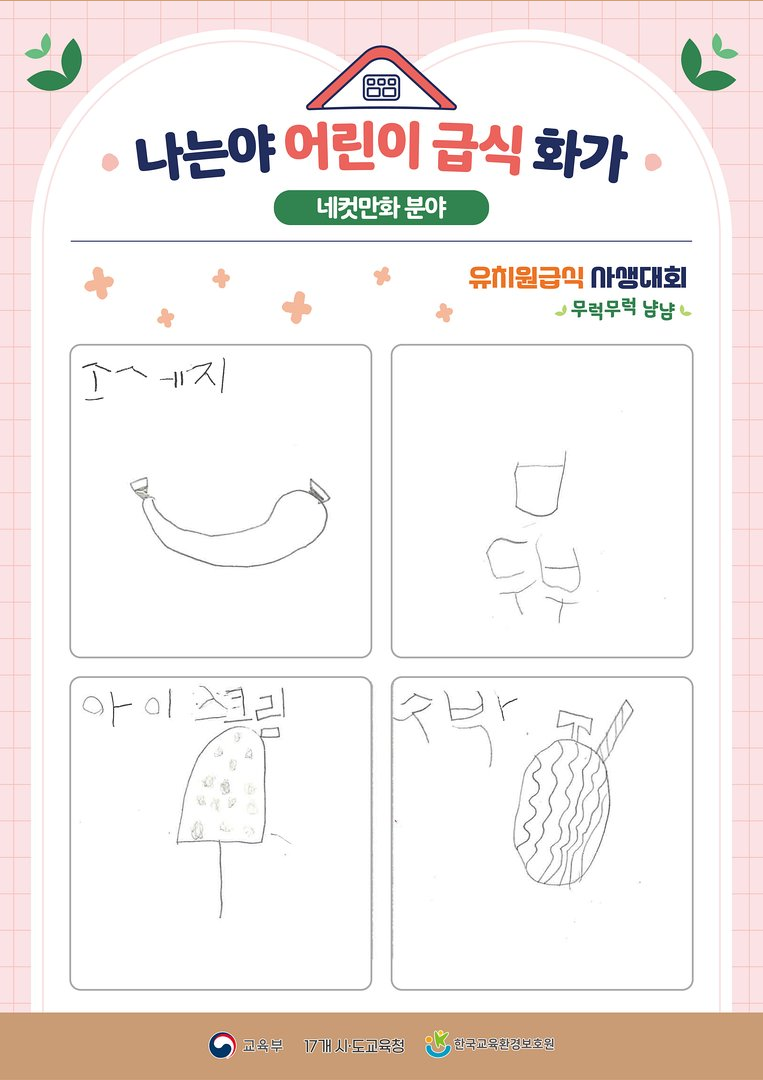 나는야 어린이 급식 화가
네컷만화 분야
유치원급식 사생대회
무럭무럭 냠냠
소스세지
아이스크림
수박
교육부 17개 시·도교육청 한국교육환경보호원